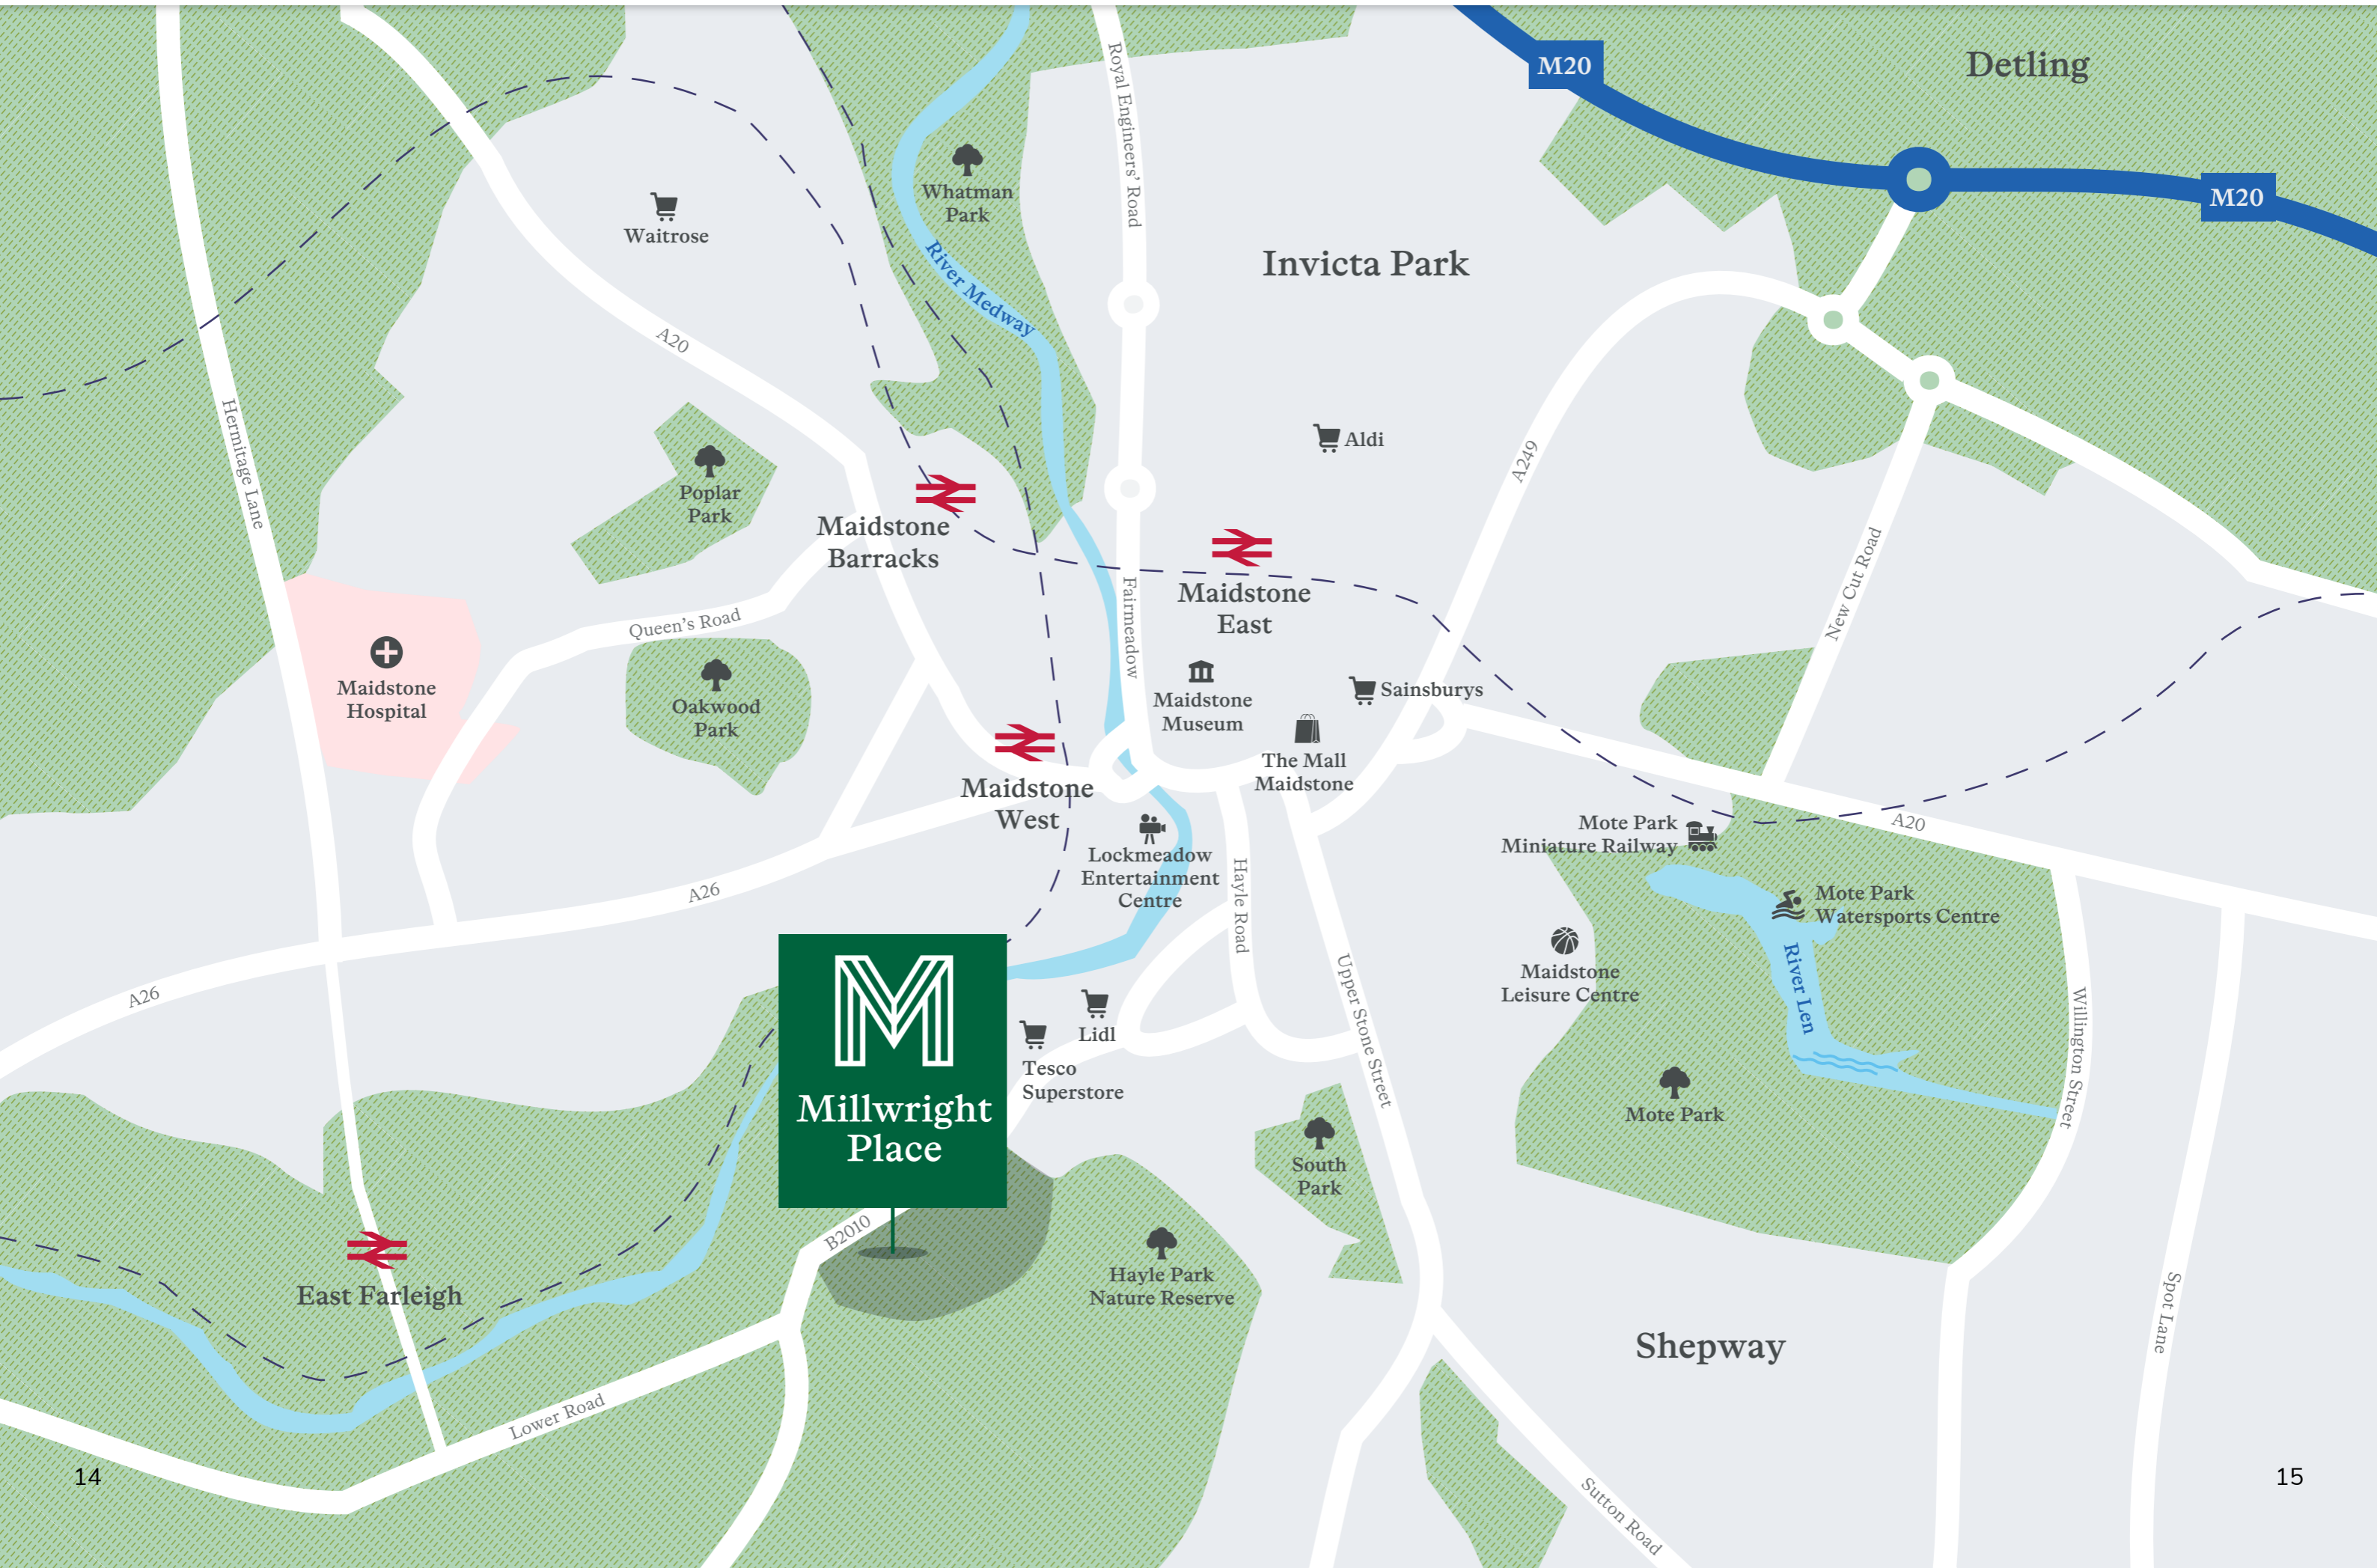 M20
Detling
Royal Engineers' Road
M20
Whatman
Park
Waitrose
River Medway
Invicta Park
A20
Hermitage Lane
Aldi
A249
Poplar
Park
Maidstone
Barracks
New Cut Road
Maidstone
East
Fairmeadow
Queen's Road
Maidstone
Hospital
Oakwood
Park
Maidstone
Museum
Sainsburys
The Mall
Maidstone
Maidstone
West
Lockmeadow
Entertainment
Centre
Hayle Road
Mote Park
Miniature Railway
A20
A26
Mote Park
Watersports Centre
River Len
Maidstone
Leisure Centre
A26
Upper Stone Street
Willington Street
M
Millwright
Place
Lidl
Tesco
Superstore
Mote Park
South
Park
B2010
Hayle Park
Nature Reserve
East Farleigh
Shepway
Spot Lane
Lower Road
Sutton Road
14
15